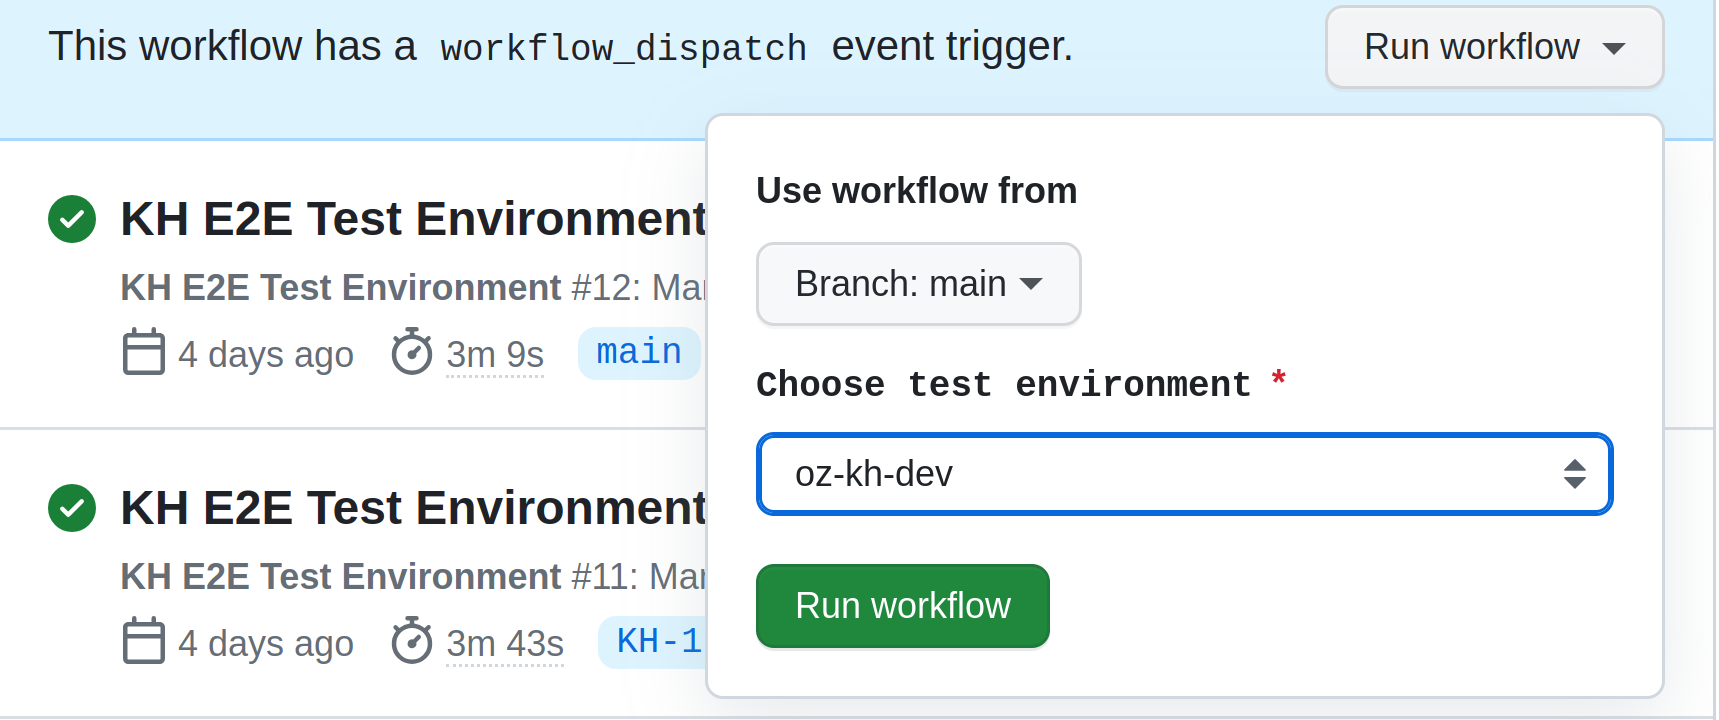 This workflow has a workflow_dispatch event trigger.
Run workflow
KH E2E Test Environment
KH E2E Test Environment #12:
4 days ago 3m 9s main
KH E2E Test Environment
KH E2E Test Environment #11:
4 days ago 3m 43s KH-1
Use workflow from
Branch: main
Choose test environment *
oz-kh-dev
Run workflow